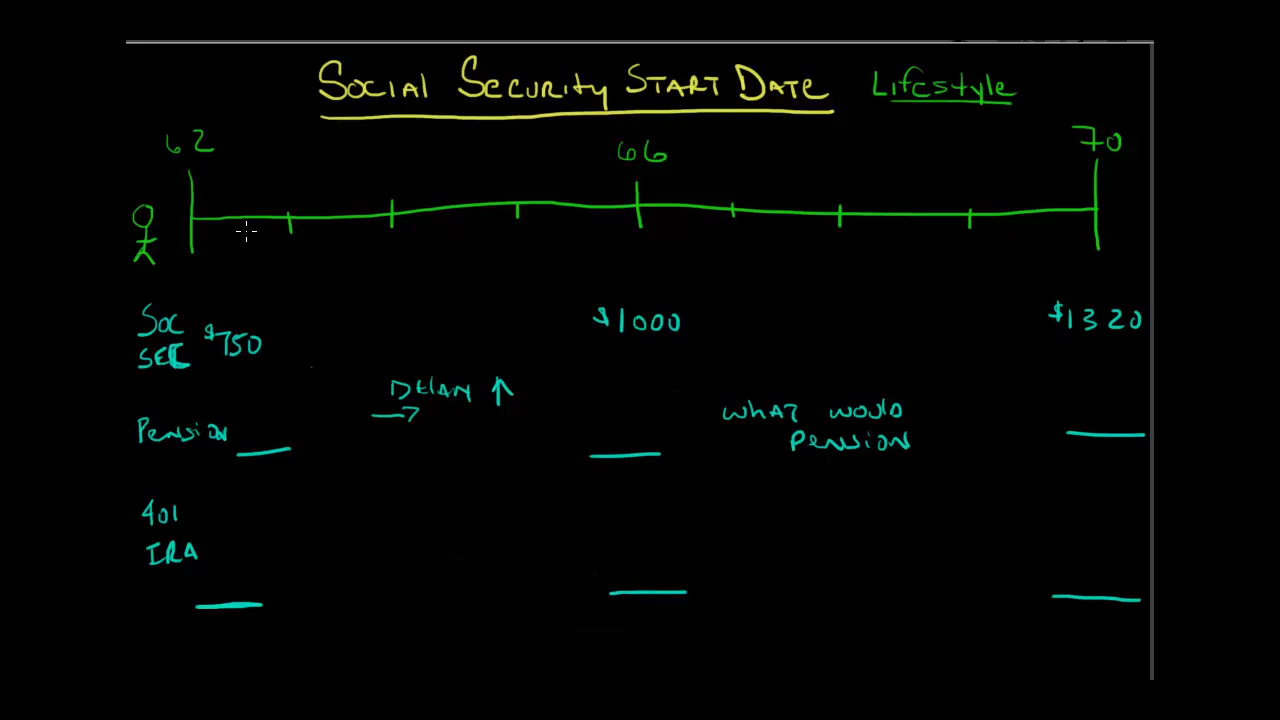 SOCIAL SECURITY START DATE Lifestyle
62 66 70
SOC
SEC $750 $1000 $1320
DELAY ↑
→
WHAT WOULD
Pension PENSION
401
IRA